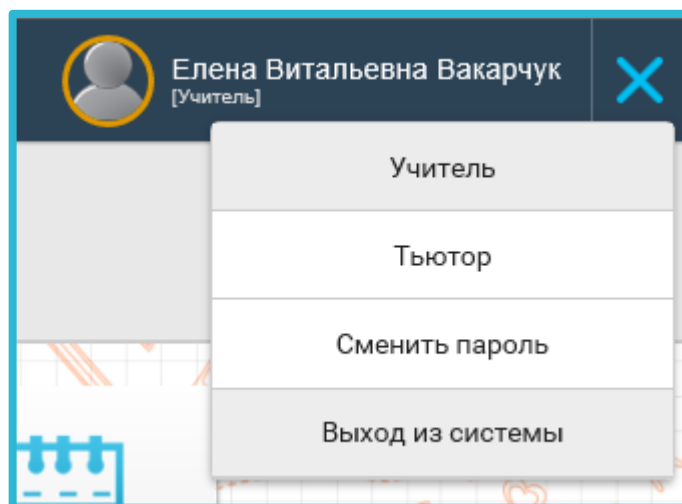 Елена Витальевна Вакарчук
[Учитель]
Учитель
Тьютор
Сменить пароль
Выход из системы